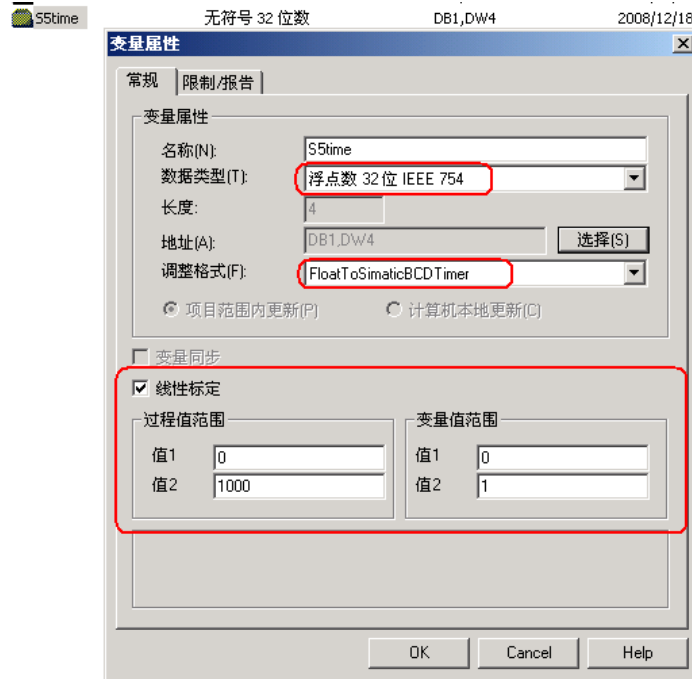 S5time 无符号 32 位数 DB1,DW4 2008/12/18
变量属性
常规 限制/报告
变量属性
名称(N): S5time
数据类型(T): 浮点数 32 位 IEEE 754
长度: 4
地址(A): DB1,DW4 选择(S)
调整格式(F): FloatToSimaticBCDTimer
项目范围内更新(P) 计算机本地更新(C)
变量同步
线性标定
过程值范围 变量值范围
值1 0 值1 0
值2 1000 值2 1
OK Cancel Help